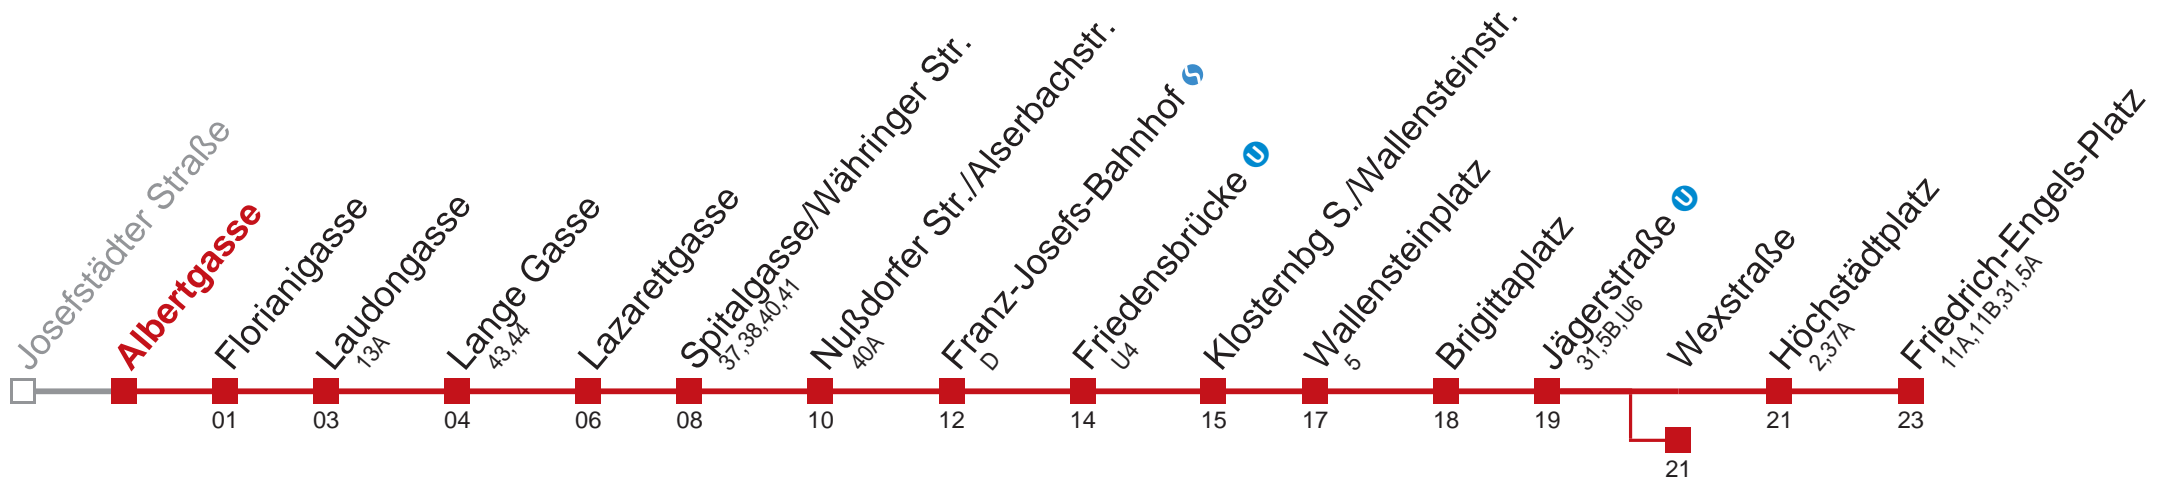 Josefstädter Straße
Albertgasse
Florianigasse
01
Laudongasse
13A
03
Lange Gasse
43,44
04
Lazarettgasse
06
Spitalgasse/Währinger Str.
37,38,40,41
08
Nußdorfer Str./Alserbachstr.
40A
10
Franz-Josefs-Bahnhof S
D
12
Friedensbrücke U
U4
14
Klosternbg S./Wallensteinstr.
15
Wallensteinplatz
5
17
Brigittaplatz
18
Jägerstraße U
31,5B,U6
19
Wexstraße
21
Höchstädtplatz
2,37A
21
Friedrich-Engels-Platz
11A,11B,31,5A
23